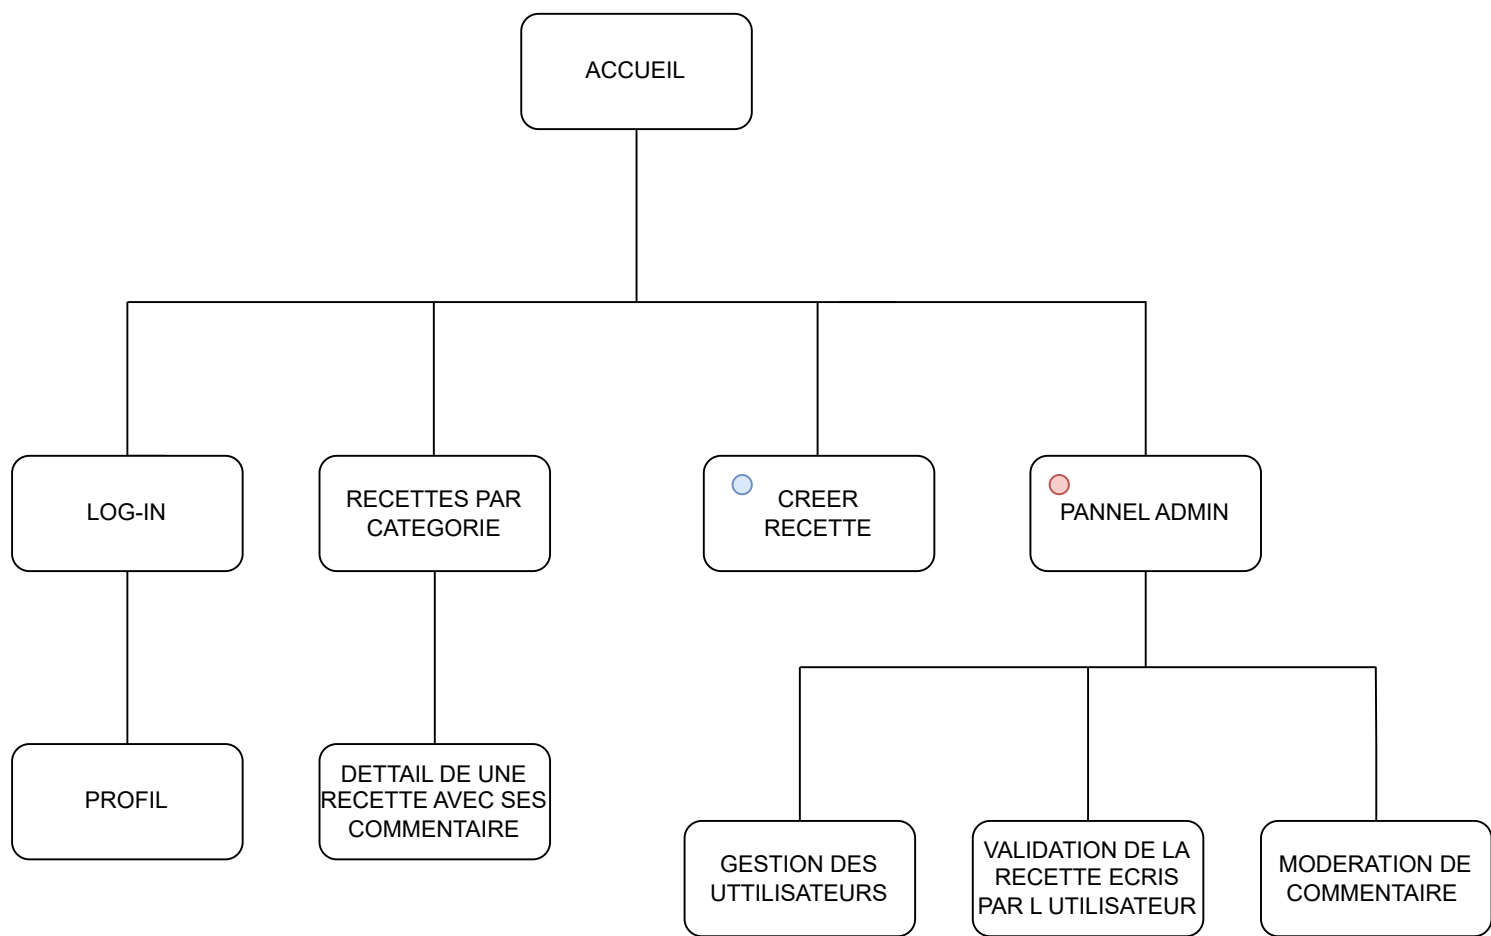 ACCUEIL
LOG-IN
RECETTES PAR
CATEGORIE
CREER
RECETTE
PANNEL ADMIN
PROFIL
DETTAIL DE UNE
RECETTE AVEC SES
COMMENTAIRE
GESTION DES
UTTILISATEURS
VALIDATION DE LA
RECETTE ECRIS
PAR L UTILISATEUR
MODERATION DE
COMMENTAIRE